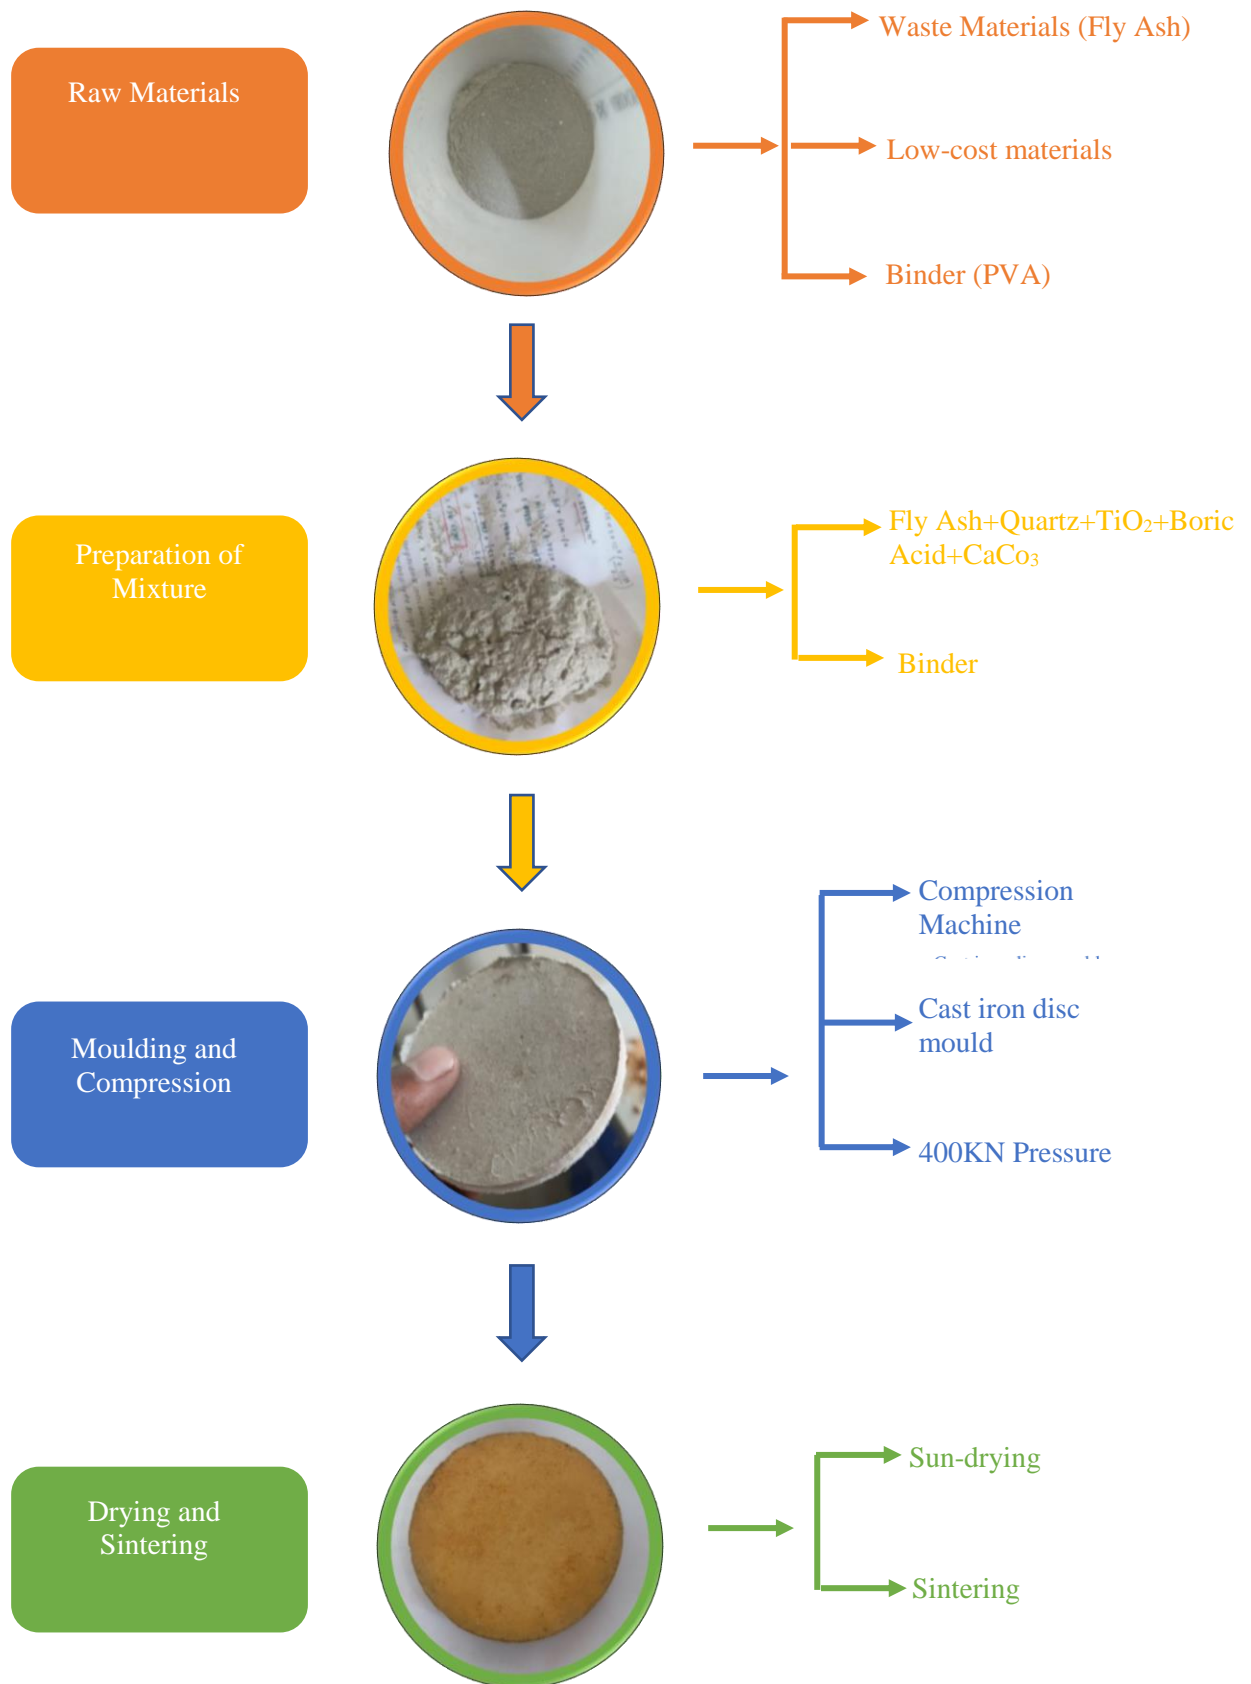 Raw Materials
Waste Materials (Fly Ash)
Low-cost materials
Binder (PVA)
Preparation of
Mixture
Fly Ash+Quartz+TiO₂+Boric
Acid+CaCo₃
Binder
Moulding and
Compression
Compression
Machine
Cast iron disc
mould
400KN Pressure
Drying and
Sintering
Sun-drying
Sintering